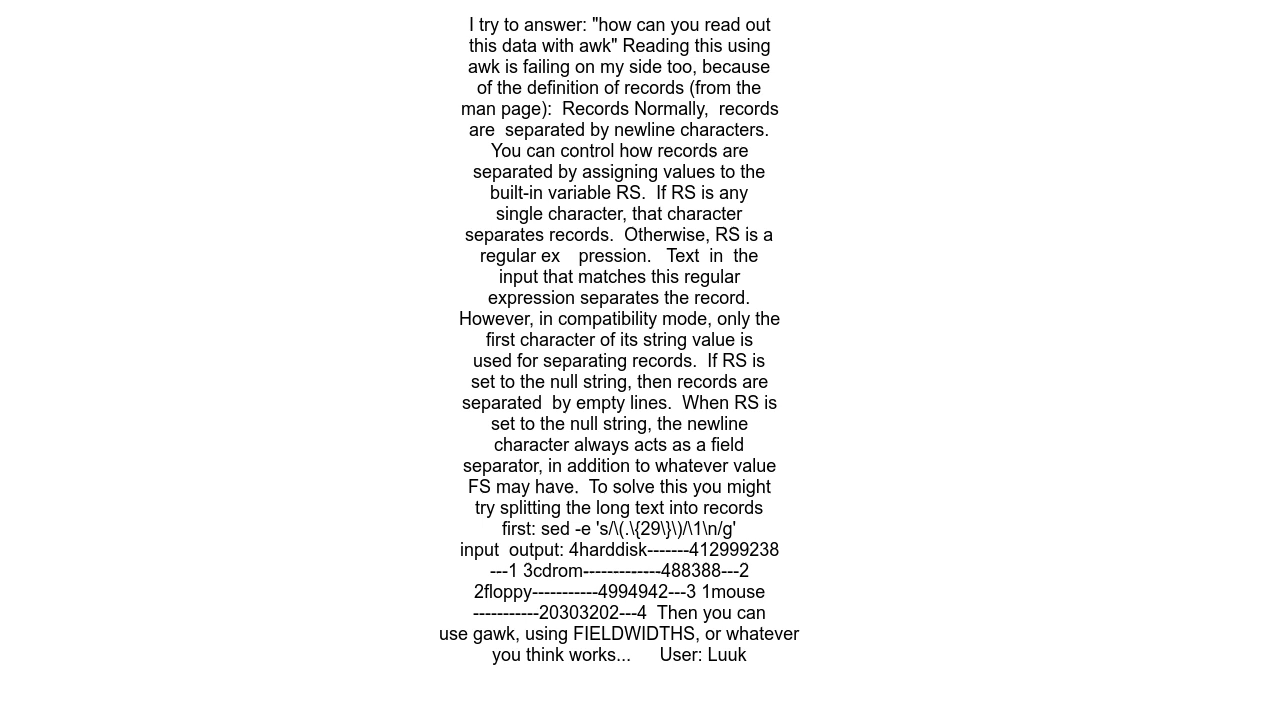 I try to answer: "how can you read out
this data with awk" Reading this using
awk is failing on my side too, because
of the definition of records (from the
man page):  Records Normally,  records
are  separated by newline characters.
You can control how records are
separated by assigning values to the
built-in variable RS.  If RS is any
single character, that character
separates records.  Otherwise, RS is a
regular ex    pression.   Text  in  the
input that matches this regular
expression separates the record.
However, in compatibility mode, only the
first character of its string value is
used for separating records.  If RS is
set to the null string, then records are
separated  by empty lines.  When RS is
set to the null string, the newline
character always acts as a field
separator, in addition to whatever value
FS may have.  To solve this you might
try splitting the long text into records
first: sed -e 's/\(.\{29\}\)/\1\n/g'
input  output: 4harddisk-------412999238
---1 3cdrom-------------488388---2
2floppy-----------4994942---3 1mouse
-----------20303202---4  Then you can
use gawk, using FIELDWIDTHS, or whatever
you think works...      User: Luuk